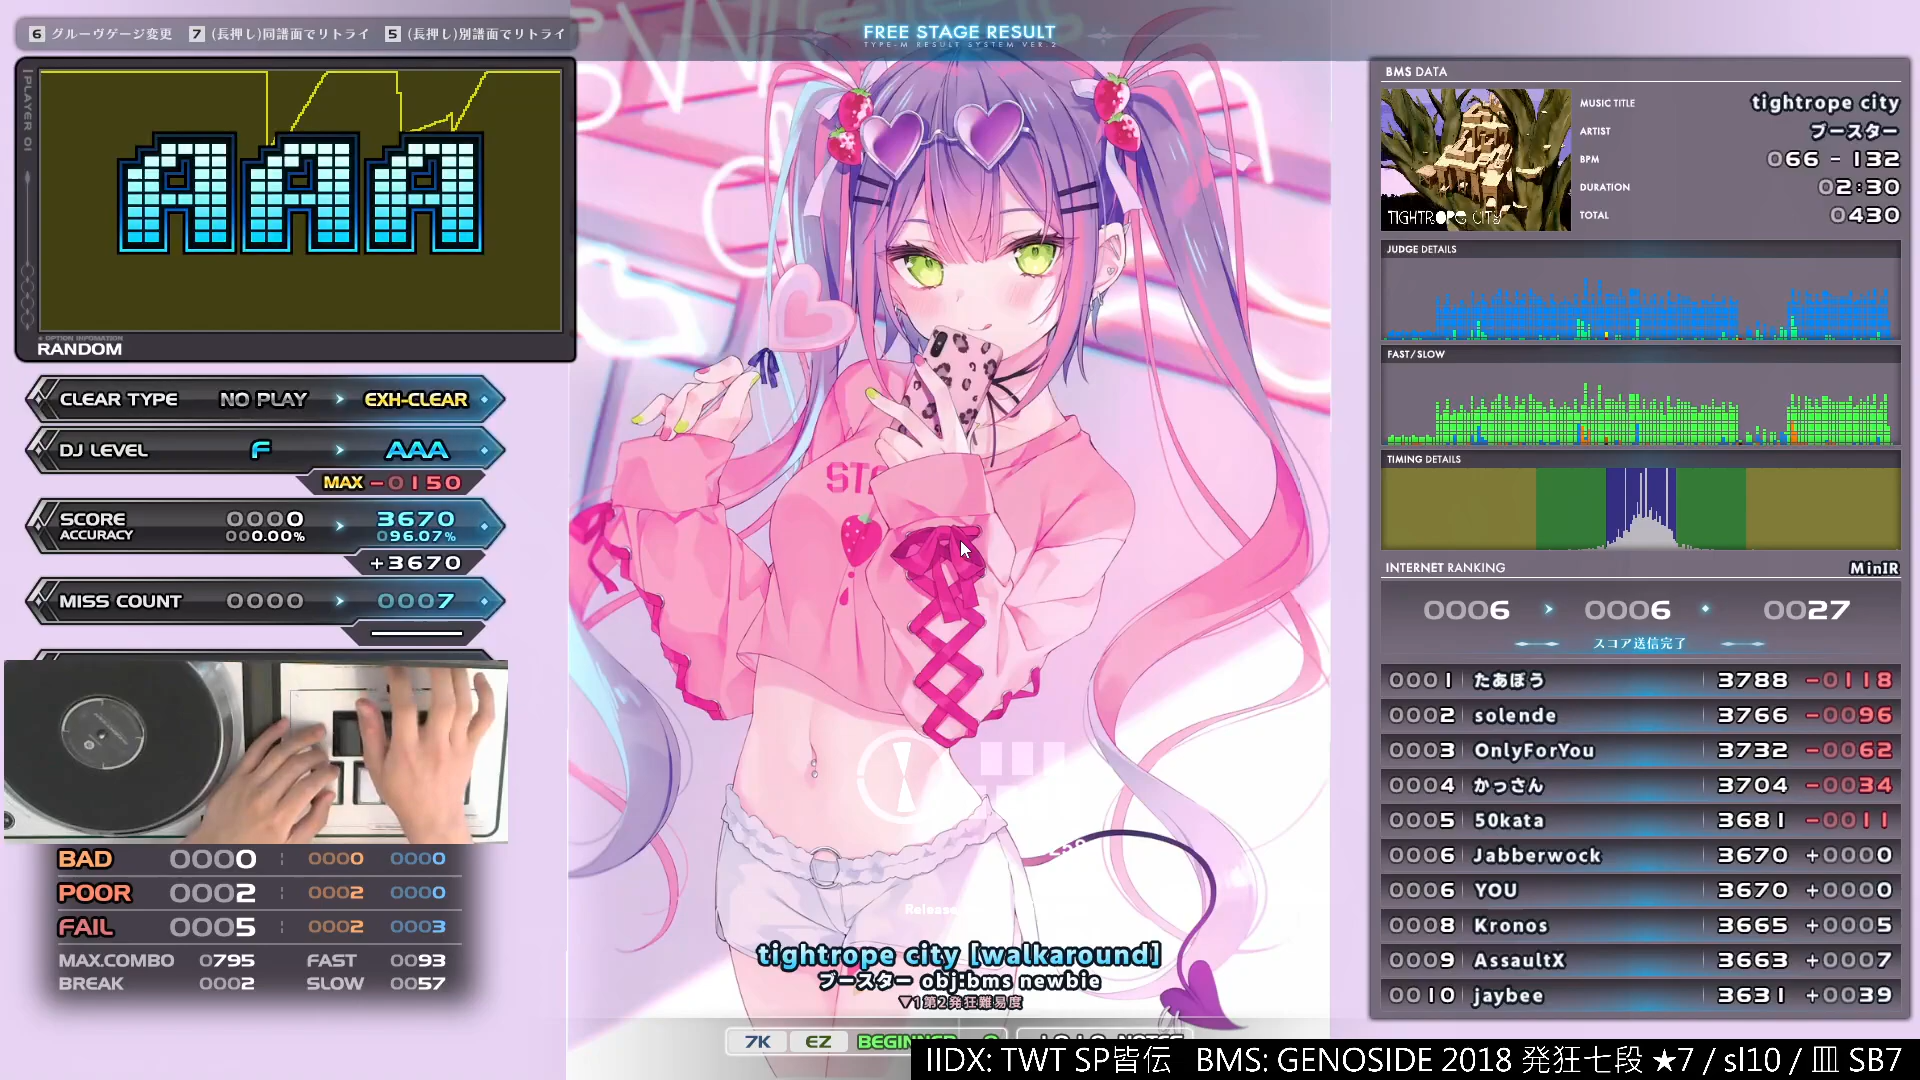 6 グルーヴゲージ変更 7 (長押し)同譜面でリトライ 5 (長押し)別譜面でリトライ
FREE STAGE RESULT
TYPE-M RESULT SYSTEM VER.2
PLAYER 01
AAA
OPTION INFOMATION
RANDOM
CLEAR TYPE NO PLAY EXH-CLEAR
DJ LEVEL F AAA
MAX -0150
SCORE 0000 3670
ACCURACY 000.00% 096.07%
+3670
MISS COUNT 0000 0007
BAD 0000 0000 0000
POOR 0002 0002 0000
FAIL 0005 0002 0003
MAX.COMBO 0795 FAST 0093
BREAK 0002 SLOW 0057
Release
tightrope city [walkaround]
ブースター obj:bms newbie
▼1第2発狂難易度
7K EZ
BMS DATA
TIGHTROPE CITY
MUSIC TITLE tightrope city
ARTIST ブースター
BPM 066 - 132
DURATION 02:30
TOTAL 0430
JUDGE DETAILS
FAST/SLOW
TIMING DETAILS
INTERNET RANKING MinIR
0006 0006 0027
スコア送信完了
0001 たあぼう 3788 -0118
0002 solende 3766 -0096
0003 OnlyForYou 3732 -0062
0004 かっさん 3704 -0034
0005 50kata 3681 -0011
0006 Jabberwock 3670 +0000
0006 YOU 3670 +0000
0008 Kronos 3665 +0005
0009 AssaultX 3663 +0007
0010 jaybee 3631 +0039
IIDX: TWT SP皆伝 BMS: GENOSIDE 2018 発狂七段 ★7 / sl10 / 皿 SB7